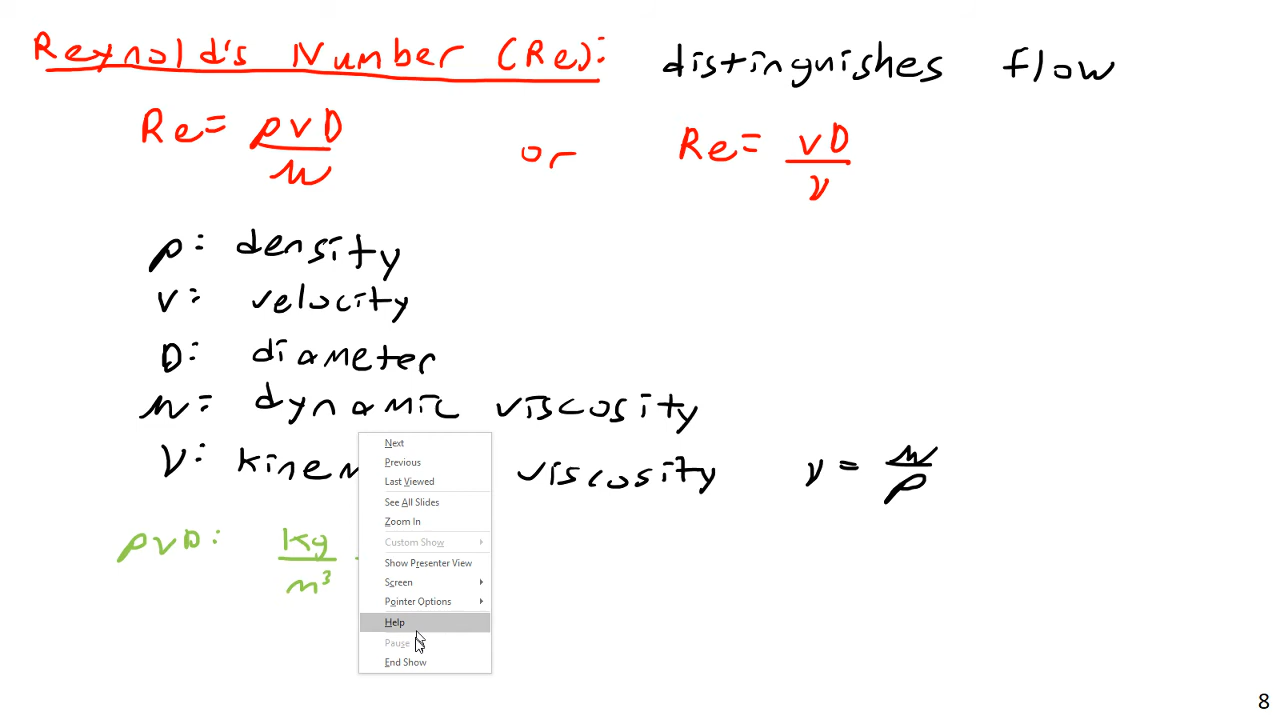 Reynold's Number (Re): distinguishes flow
Re = ρvD/μ or Re = vD/ν
ρ: density
v: velocity
D: diameter
μ: dynamic viscosity
ν: kinem viscosity ν = μ/ρ
ρvD: kg/m³
Next
Previous
Last Viewed
See All Slides
Zoom In
Custom Show
Show Presenter View
Screen
Pointer Options
Help
Pause
End Show
8